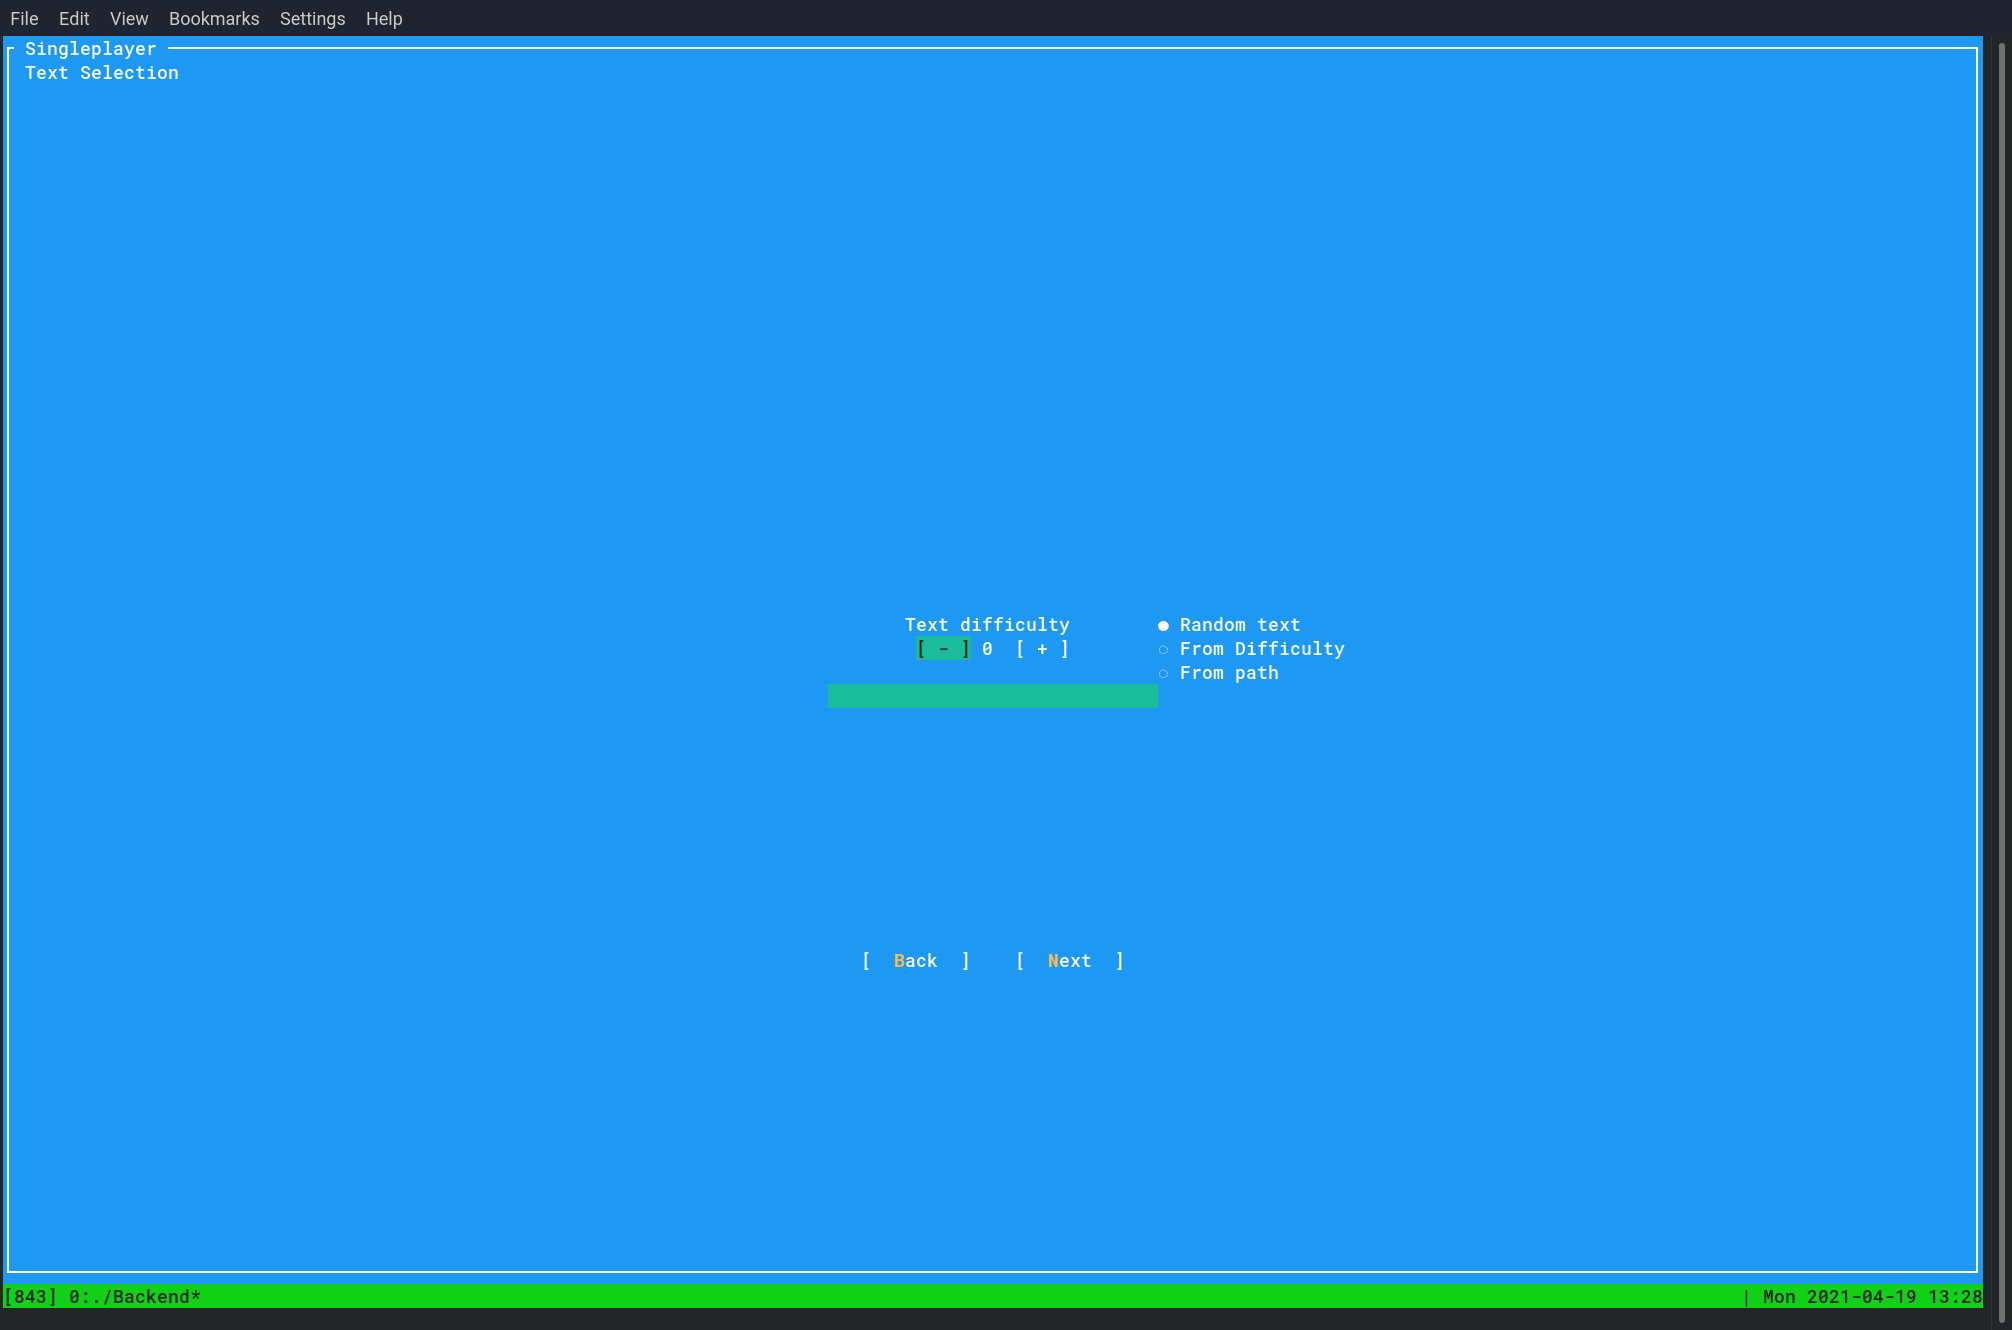 File Edit View Bookmarks Settings Help
Singleplayer
Text Selection
Text difficulty ● Random text
[ - ] 0 [ + ] ◌ From Difficulty
◌ From path
[ Back ] [ Next ]
[843] 0:./Backend* | Mon 2021-04-19 13:28